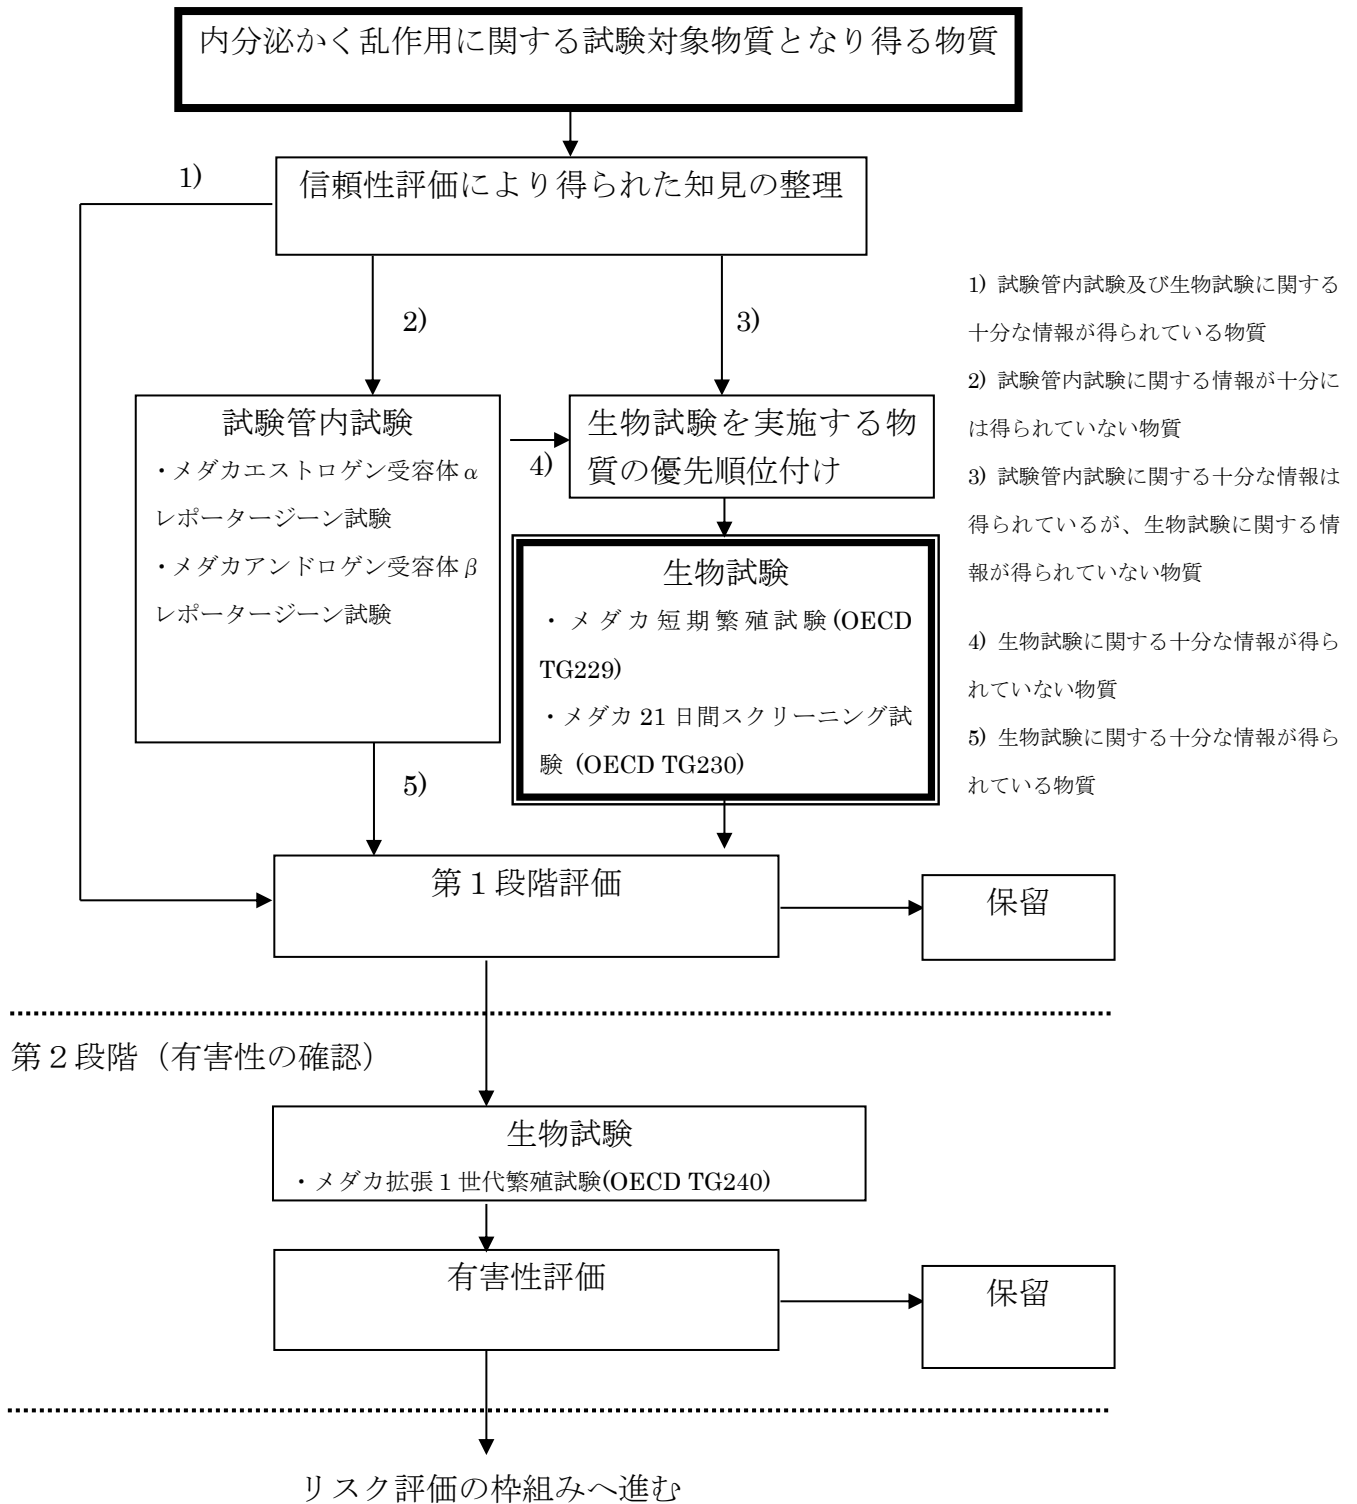 内分泌かく乱作用に関する試験対象物質となり得る物質
1)
信頼性評価により得られた知見の整理
2)
3)
試験管内試験
・メダカエストロゲン受容体α
レポータージーン試験
・メダカアンドロゲン受容体β
レポータージーン試験
4)
生物試験を実施する物
質の優先順位付け
生物試験
・メダカ短期繁殖試験(OECD
TG229)
・メダカ 21 日間スクリーニング試
験 (OECD TG230)
5)
1) 試験管内試験及び生物試験に関する
十分な情報が得られている物質
2) 試験管内試験に関する情報が十分に
は得られていない物質
3) 試験管内試験に関する十分な情報は
得られているが、生物試験に関する情
報が得られていない物質
4) 生物試験に関する十分な情報が得ら
れていない物質
5) 生物試験に関する十分な情報が得ら
れている物質
第1段階評価
保留
第2段階（有害性の確認）
生物試験
・メダカ拡張1世代繁殖試験(OECD TG240)
有害性評価
保留
リスク評価の枠組みへ進む